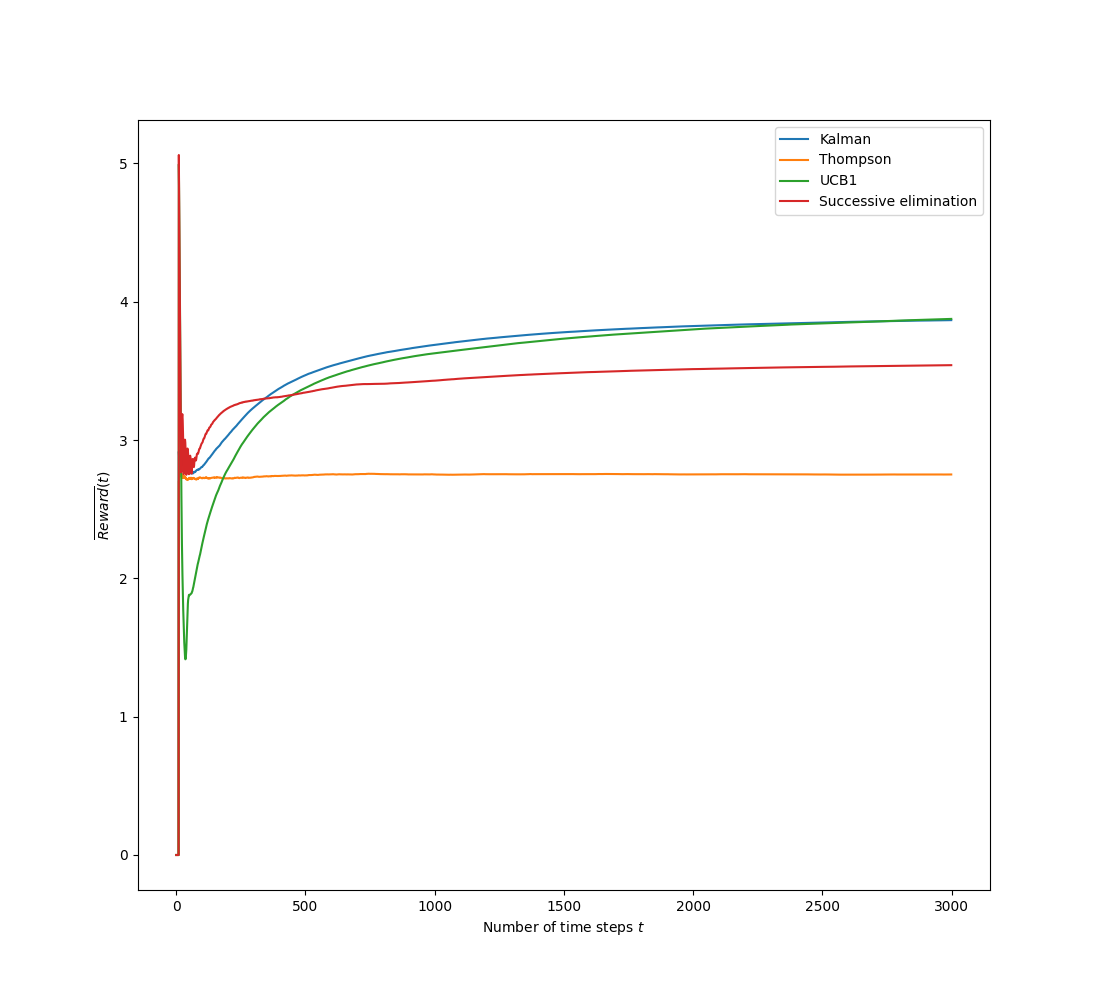 Kalman
Thompson
UCB1
Successive elimination
5
4
3
2
1
0
Reward(t)
0 500 1000 1500 2000 2500 3000
Number of time steps t